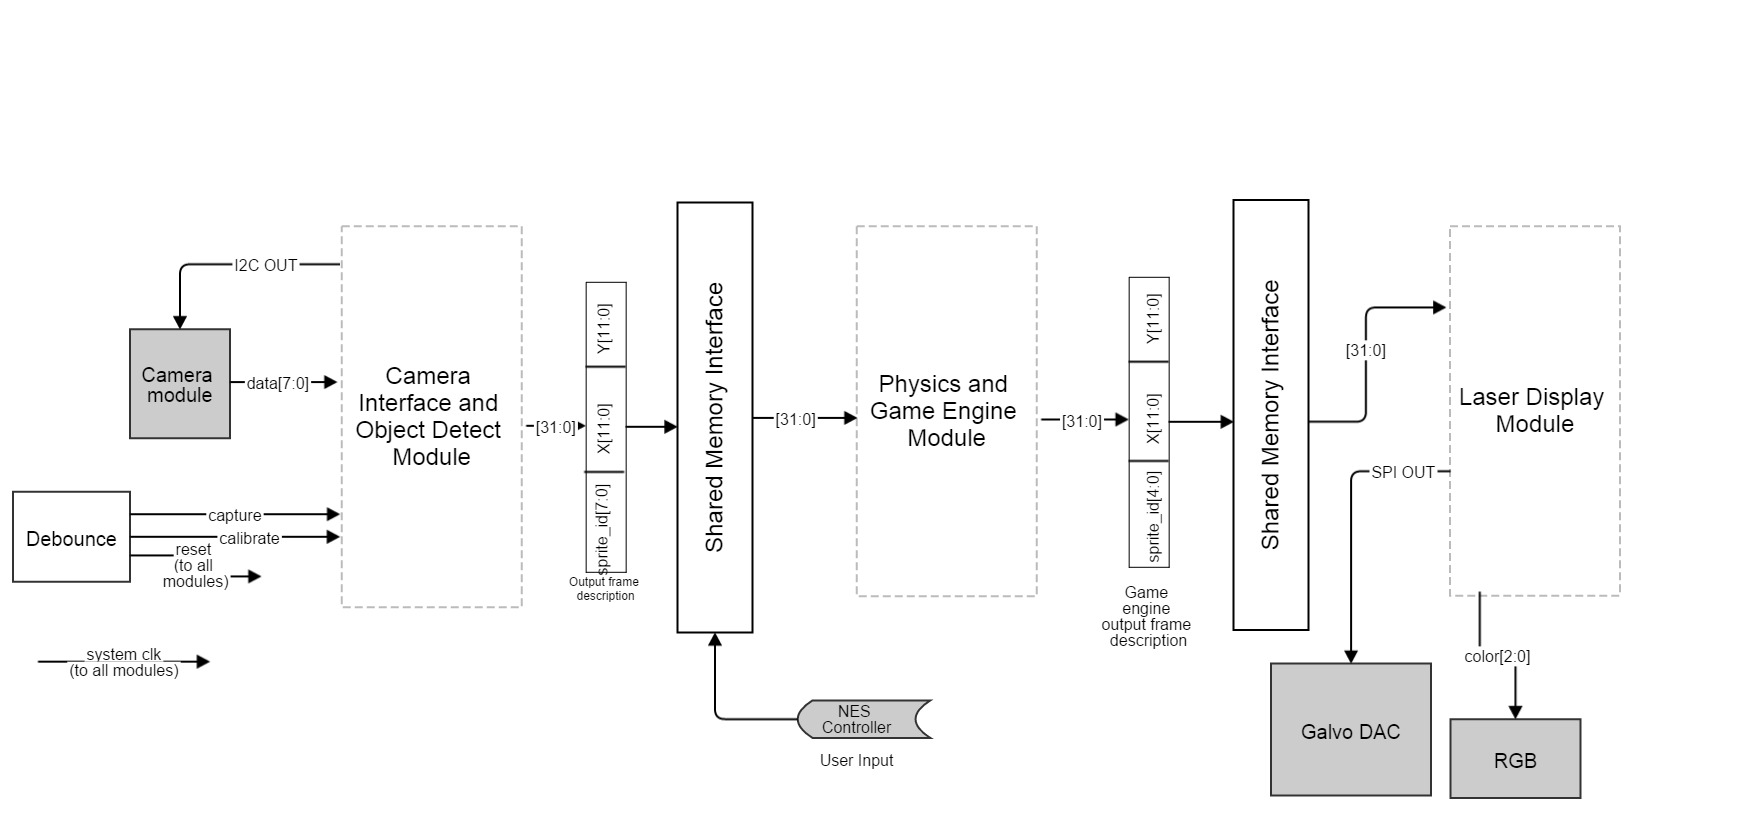 I2C OUT
Camera
module
data[7:0]
Debounce
capture
calibrate
reset
(to all
modules)
system clk
(to all modules)
Camera
Interface and
Object Detect
Module
[31:0]
Y[11:0]
X[11:0]
sprite_id[7:0]
Output frame
description
Shared Memory Interface
NES
Controller
User Input
[31:0]
Physics and
Game Engine
Module
[31:0]
Y[11:0]
X[11:0]
sprite_id[4:0]
Game
engine
output frame
description
Shared Memory Interface
[31:0]
Laser Display
Module
SPI OUT
Galvo DAC
color[2:0]
RGB